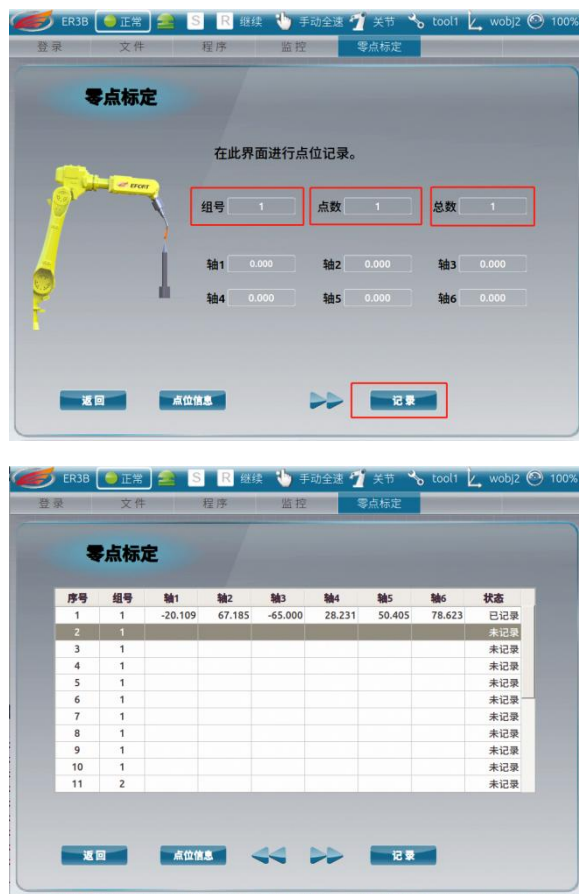 ER3B 正常 S R 继续 手动全速 关节 tool1 wobj2 100%
登录 文件 程序 监控 零点标定
零点标定
在此界面进行点位记录。
EFORT
组号 1 点数 1 总数 1
轴1 0.000 轴2 0.000 轴3 0.000
轴4 0.000 轴5 0.000 轴6 0.000
返回 点位信息 记录
ER3B 正常 S R 继续 手动全速 关节 tool1 wobj2 100%
登录 文件 程序 监控 零点标定
零点标定
序号 组号 轴1 轴2 轴3 轴4 轴5 轴6 状态
1 1 -20.109 67.185 -65.000 28.231 50.405 78.623 已记录
2 1 未记录
3 1 未记录
4 1 未记录
5 1 未记录
6 1 未记录
7 1 未记录
8 1 未记录
9 1 未记录
10 1 未记录
11 2 未记录
返回 点位信息 记录